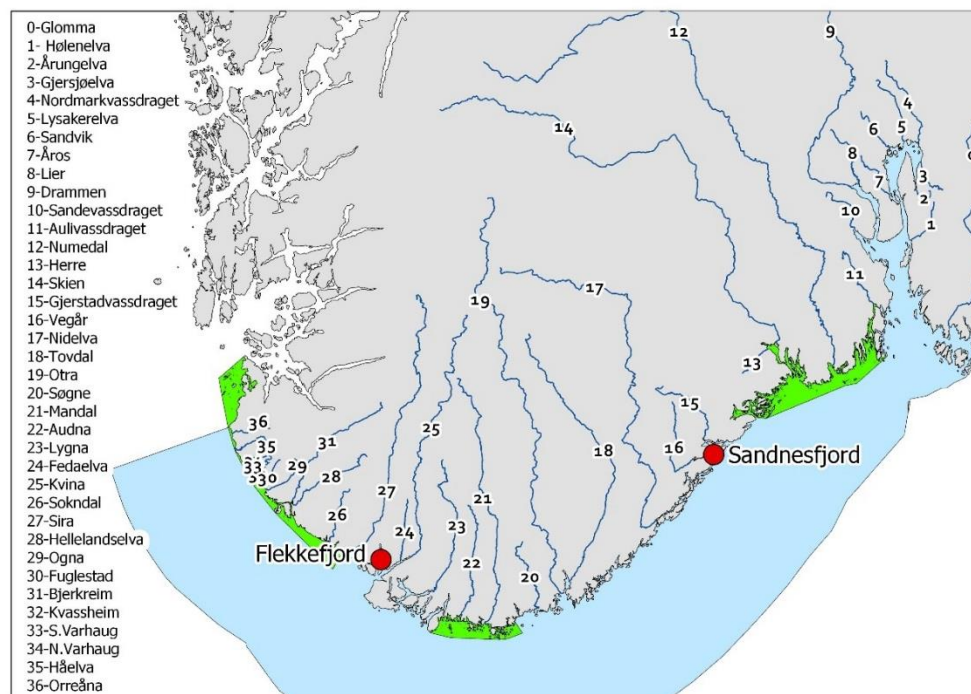 0-Glomma
1- Hølenelva
2-Årungelva
3-Gjersjøelva
4-Nordmarkvassdraget
5-Lysakerelva
6-Sandvik
7-Åros
8-Lier
9-Drammen
10-Sandevassdraget
11-Aulivassdraget
12-Numedal
13-Herre
14-Skien
15-Gjerstadvassdraget
16-Vegår
17-Nidelva
18-Tovdal
19-Otra
20-Søgne
21-Mandal
22-Audna
23-Lygna
24-Fedaelva
25-Kvina
26-Sokndal
27-Sira
28-Hellelandselva
29-Ogna
30-Fuglestad
31-Bjerkreim
32-Kvassheim
33-S.Varhaug
34-N.Varhaug
35-Håelva
36-Orreåna
12
9
4
14
6
5
8
3
7
2
10
1
11
17
19
13
15
36
35
31
25
16
18
33
29
30
28
27
21
26
24
23
22
20
Sandnesfjord
Flekkefjord